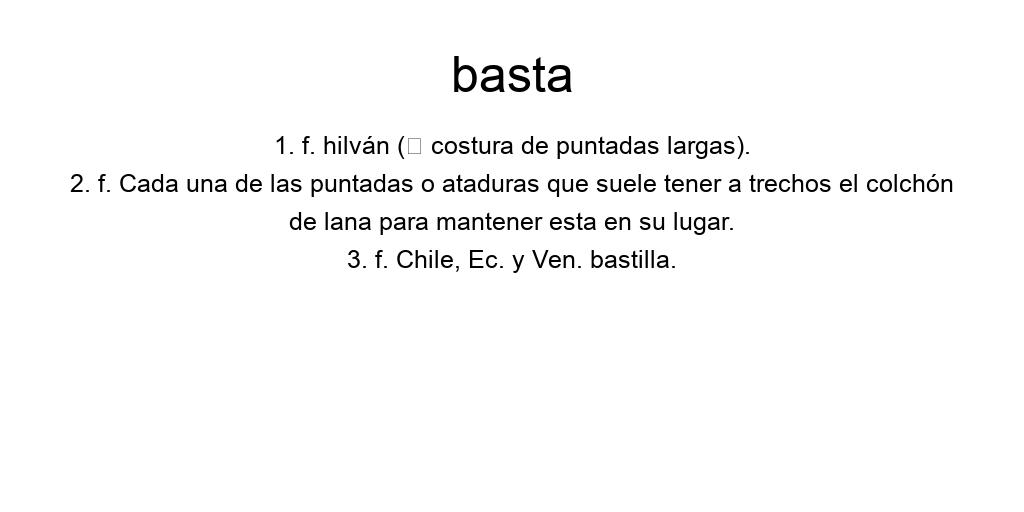 basta
1. f. hilván (□ costura de puntadas largas).
2. f. Cada una de las puntadas o ataduras que suele tener a trechos el colchón
de lana para mantener esta en su lugar.
3. f. Chile, Ec. y Ven. bastilla.